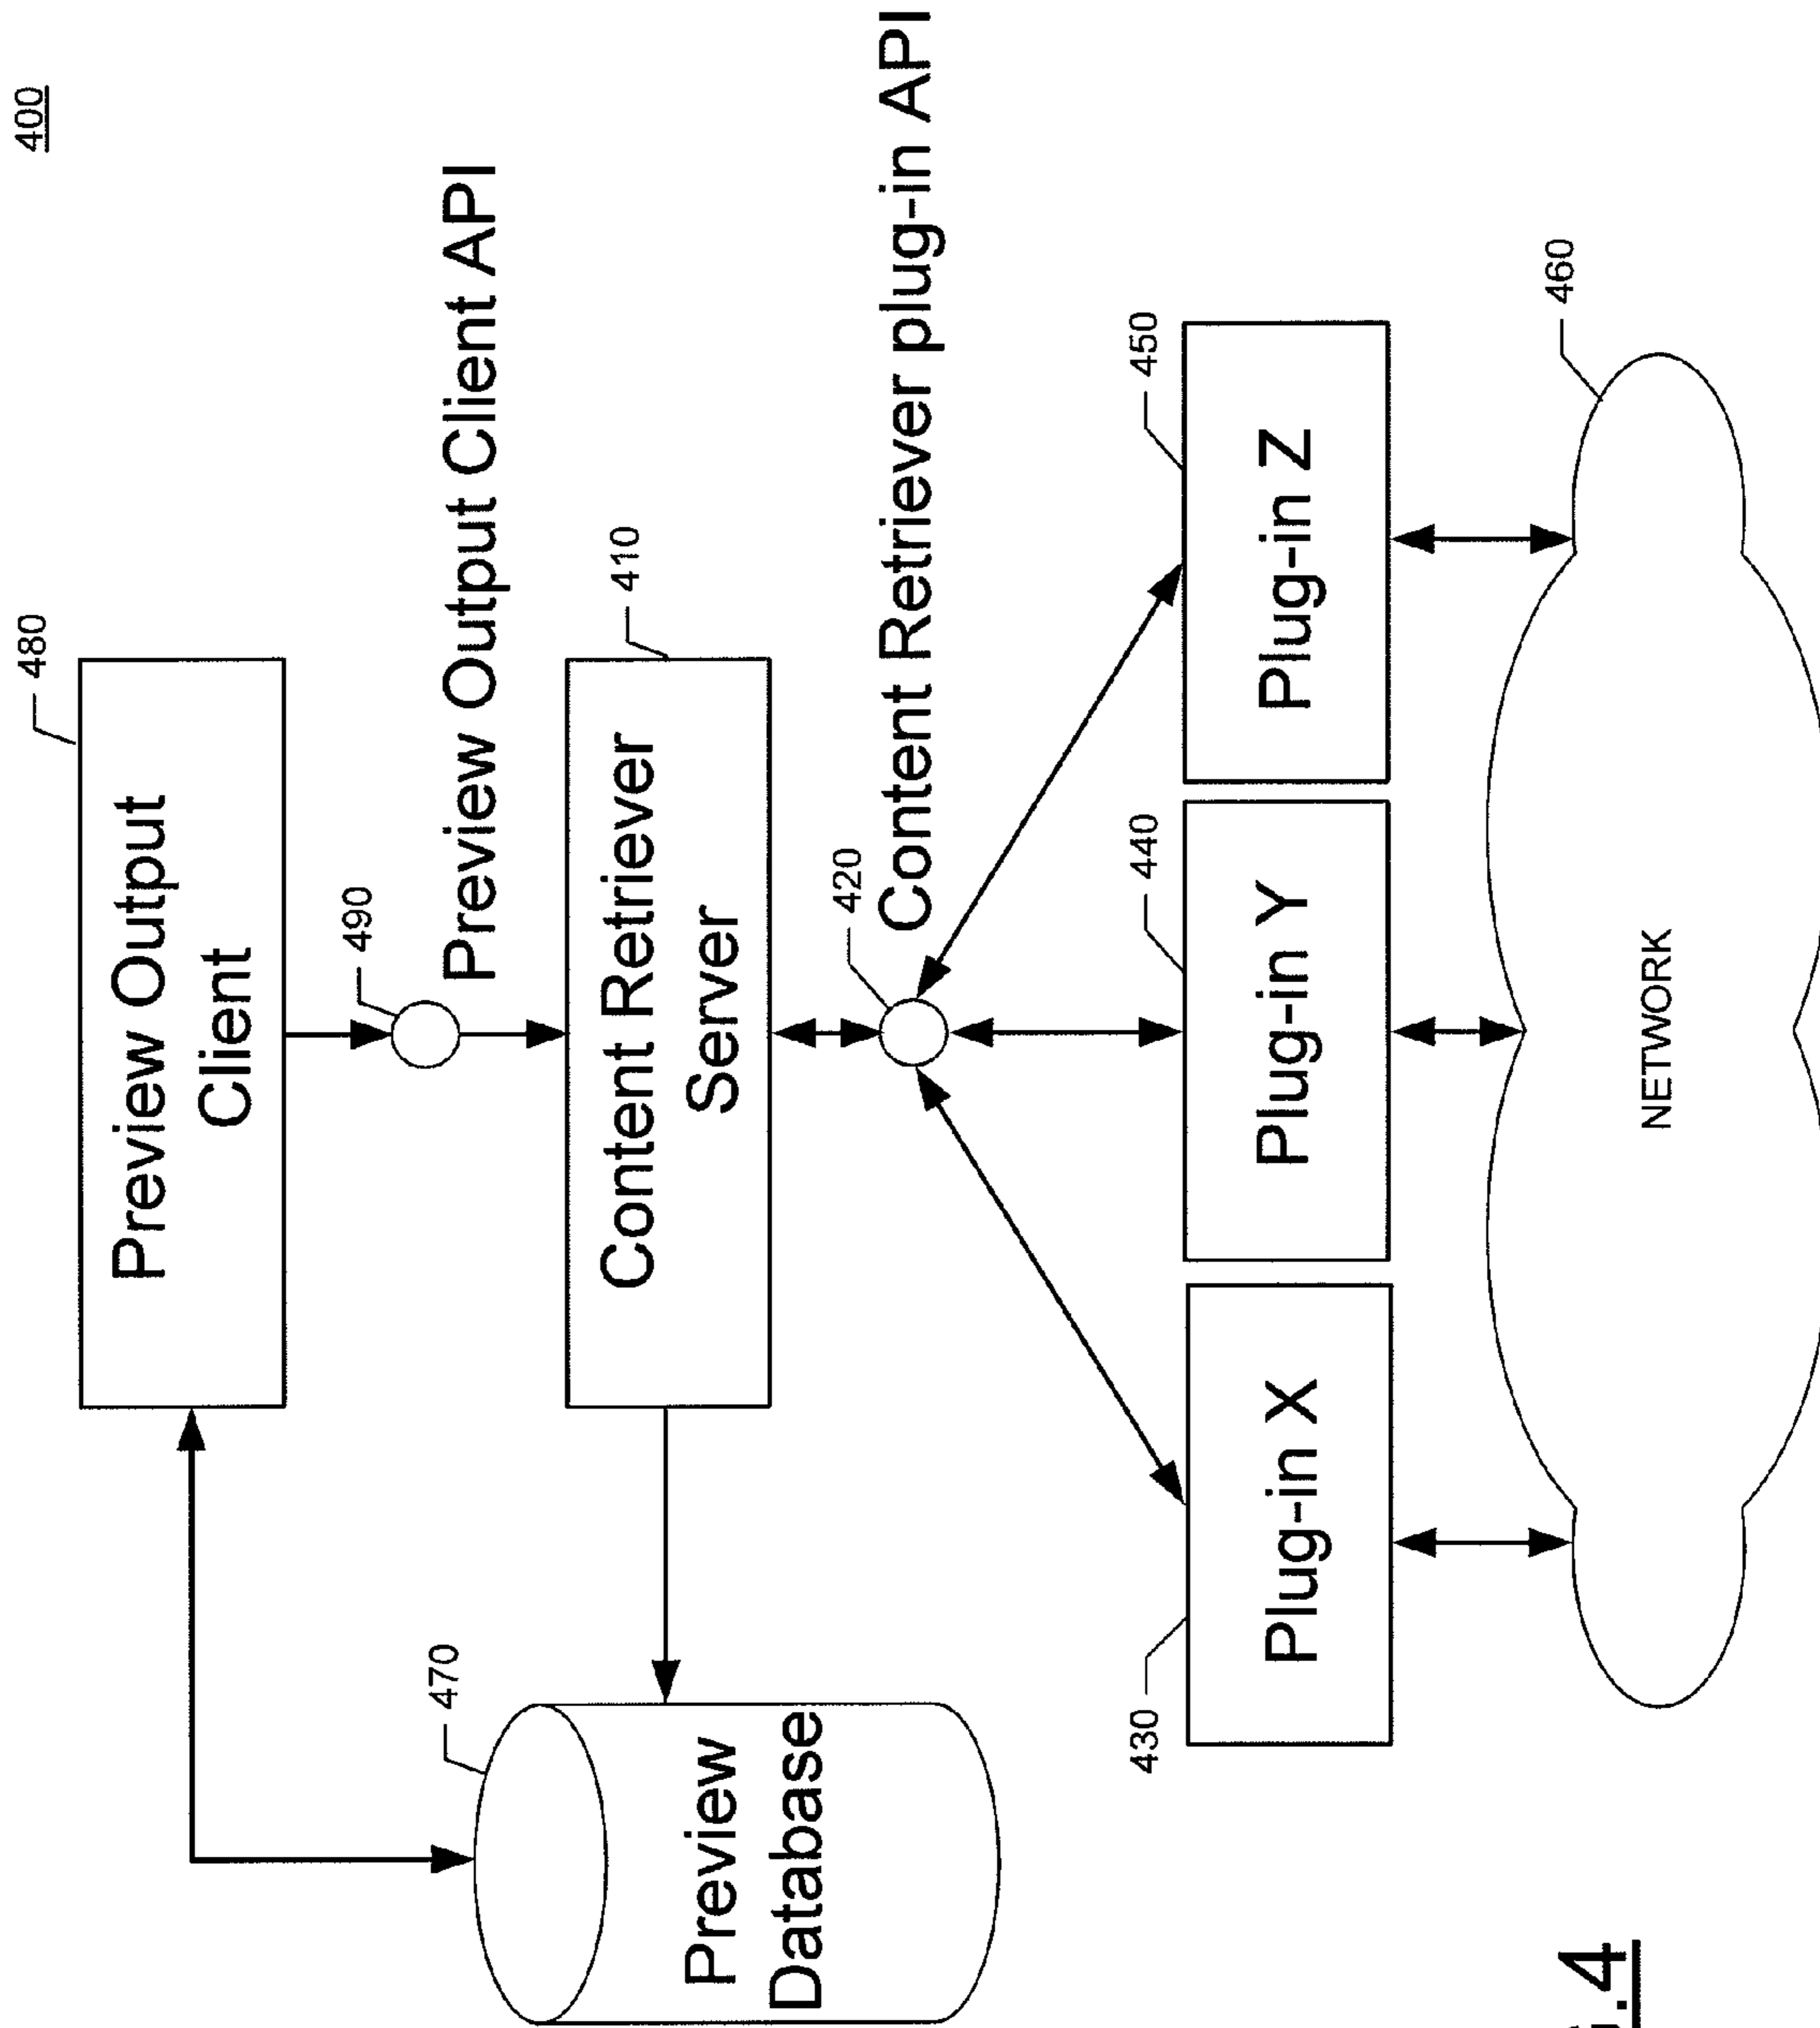 400
480
Preview Output
Client
490
Preview Output Client API
470
Preview
Database
410
Content Retriever
Server
420
Content Retriever plug-in API
430
Plug-in X
440
Plug-in Y
450
Plug-in Z
460
NETWORK
.4